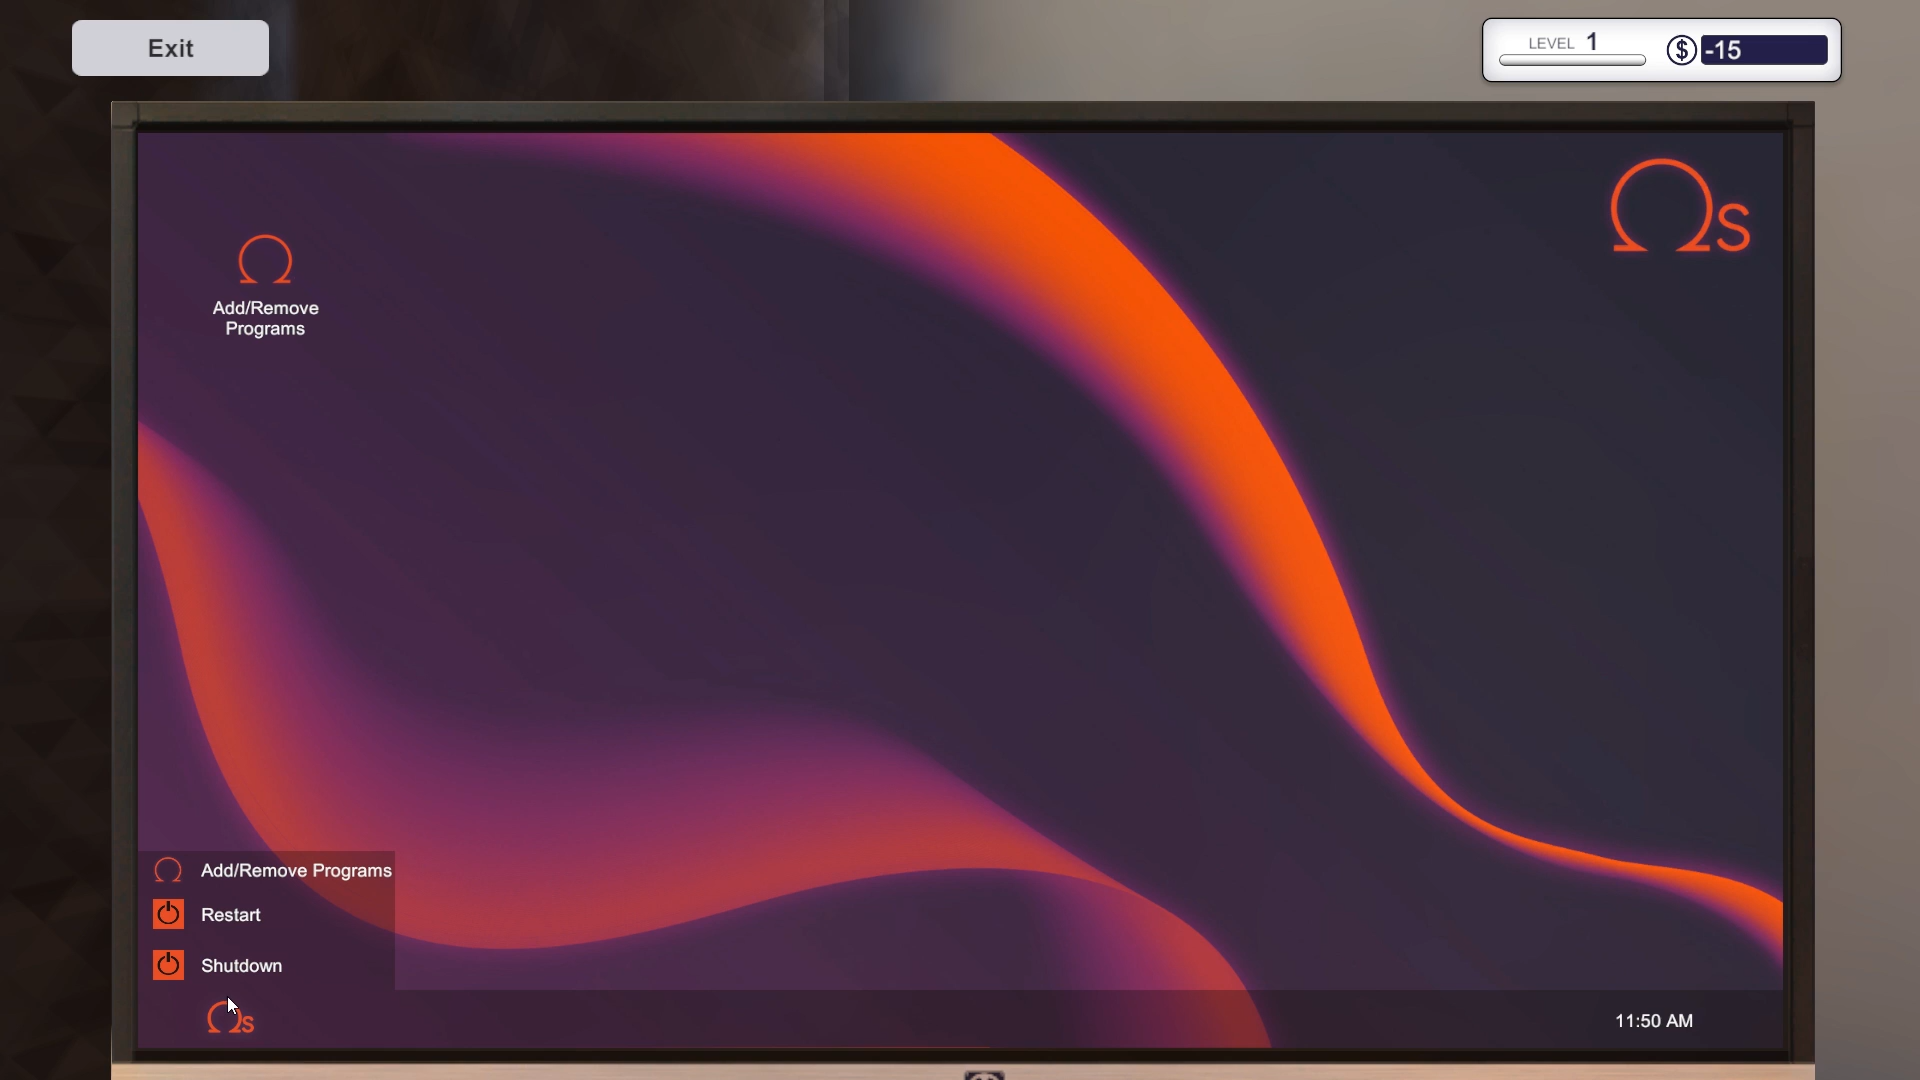 Exit
LEVEL 1
$ -15
Ωs
Add/Remove
Programs
Add/Remove Programs
Restart
Shutdown
Ωs
11:50 AM